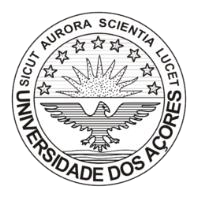 SICUT AURORA SCIENTIA LUCET
UNIVERSIDADE DOS AÇORES